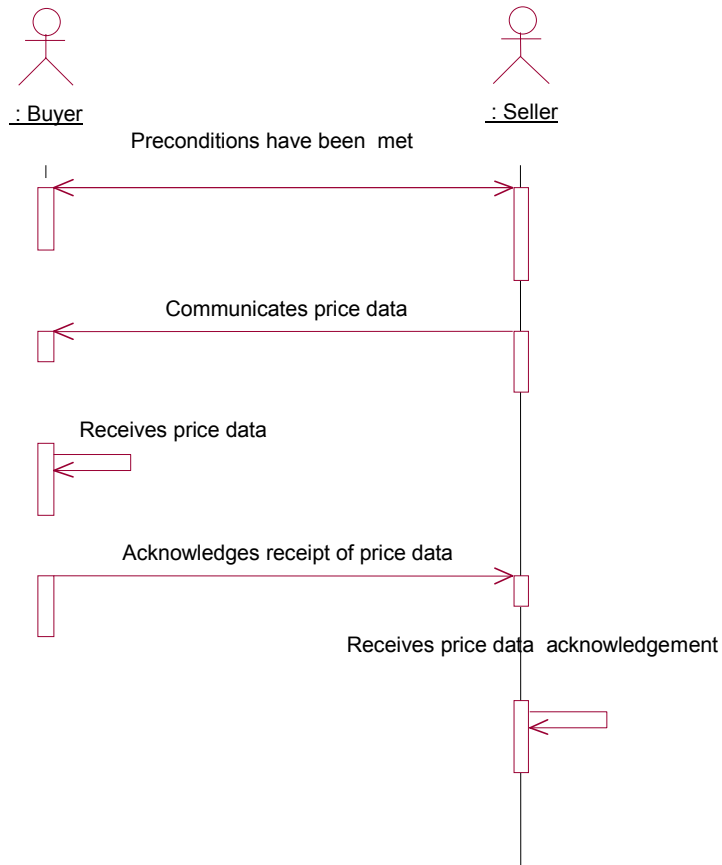 : Buyer
: Seller
Preconditions have been  met
Communicates price data
Receives price data
Acknowledges receipt of price data
Receives price data  acknowledgement